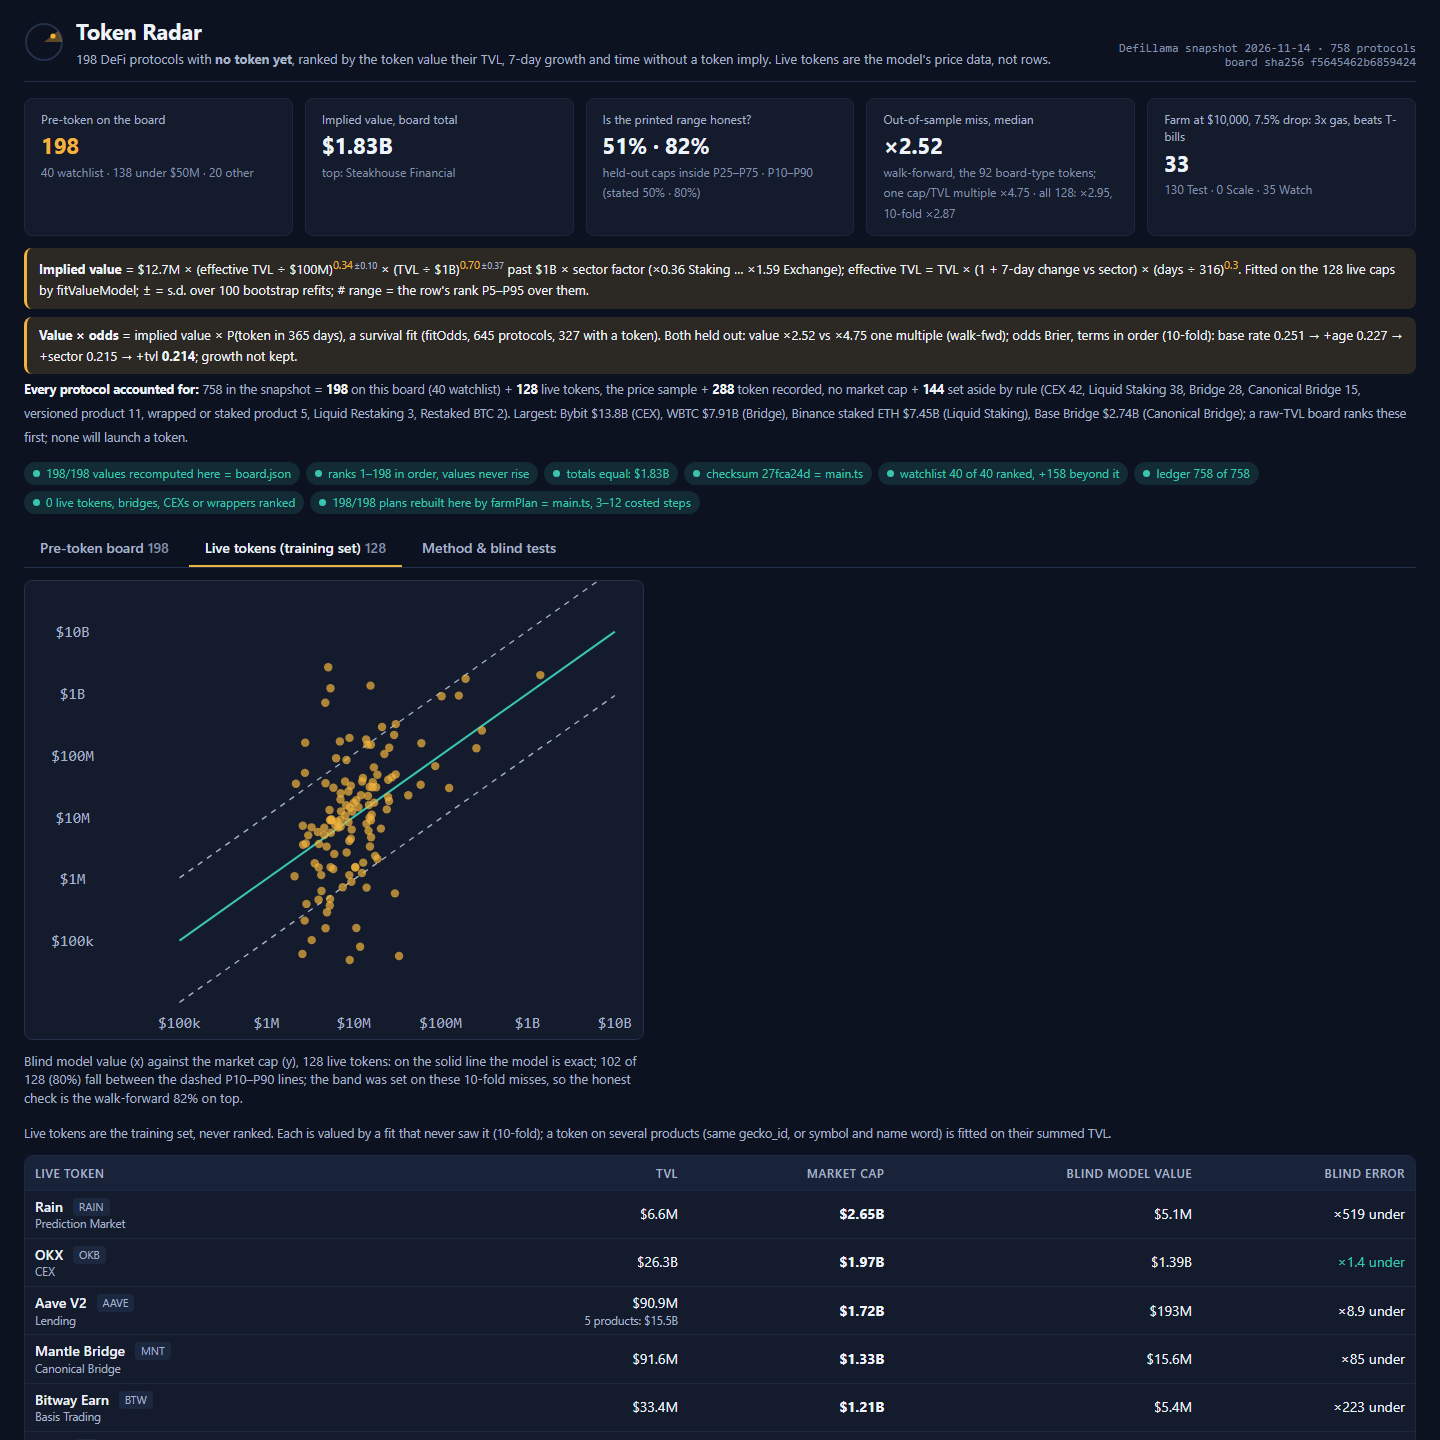 Token Radar
198 DeFi protocols with no token yet, ranked by the token value their TVL, 7-day growth and time without a token imply. Live tokens are the model's price data, not rows.
DefiLlama snapshot 2026-11-14 · 758 protocols
board sha256 f5645462b6859424
Pre-token on the board
198
40 watchlist · 138 under $50M · 20 other
Implied value, board total
$1.83B
top: Steakhouse Financial
Is the printed range honest?
51% · 82%
held-out caps inside P25–P75 · P10–P90
(stated 50% · 80%)
Out-of-sample miss, median
×2.52
walk-forward, the 92 board-type tokens;
one cap/TVL multiple ×4.75 · all 128: ×2.95,
10-fold ×2.87
Farm at $10,000, 7.5% drop: 3x gas, beats T-
bills
33
130 Test · 0 Scale · 35 Watch
Implied value = $12.7M × (effective TVL ÷ $100M)0.34 ±0.10 × (TVL ÷ $1B)0.70 ±0.37 past $1B × sector factor (×0.36 Staking … ×1.59 Exchange); effective TVL = TVL × (1 + 7-day change vs sector) × (days ÷ 316)0.3. Fitted on the 128 live caps
by fitValueModel; ± = s.d. over 100 bootstrap refits; # range = the row's rank P5–P95 over them.
Value × odds = implied value × P(token in 365 days), a survival fit (fitOdds, 645 protocols, 327 with a token). Both held out: value ×2.52 vs ×4.75 one multiple (walk-fwd); odds Brier, terms in order (10-fold): base rate 0.251 → +age 0.227 →
+sector 0.215 → +tvl 0.214; growth not kept.
Every protocol accounted for: 758 in the snapshot = 198 on this board (40 watchlist) + 128 live tokens, the price sample + 288 token recorded, no market cap + 144 set aside by rule (CEX 42, Liquid Staking 38, Bridge 28, Canonical Bridge 15,
versioned product 11, wrapped or staked product 5, Liquid Restaking 3, Restaked BTC 2). Largest: Bybit $13.8B (CEX), WBTC $7.91B (Bridge), Binance staked ETH $7.45B (Liquid Staking), Base Bridge $2.74B (Canonical Bridge); a raw-TVL board ranks these
first; none will launch a token.
198/198 values recomputed here = board.json
ranks 1–198 in order, values never rise
totals equal: $1.83B
checksum 27fca24d = main.ts
watchlist 40 of 40 ranked, +158 beyond it
ledger 758 of 758
0 live tokens, bridges, CEXs or wrappers ranked
198/198 plans rebuilt here by farmPlan = main.ts, 3–12 costed steps
Pre-token board 198
Live tokens (training set) 128
Method & blind tests
$10B
$1B
$100M
$10M
$1M
$100k
$100k $1M $10M $100M $1B $10B
Blind model value (x) against the market cap (y), 128 live tokens: on the solid line the model is exact; 102 of
128 (80%) fall between the dashed P10–P90 lines; the band was set on these 10-fold misses, so the honest
check is the walk-forward 82% on top.
Live tokens are the training set, never ranked. Each is valued by a fit that never saw it (10-fold); a token on several products (same gecko_id, or symbol and name word) is fitted on their summed TVL.
LIVE TOKEN TVL MARKET CAP BLIND MODEL VALUE BLIND ERROR
Rain RAIN $6.6M $2.65B $5.1M ×519 under
Prediction Market
OKX OKB $26.3B $1.97B $1.39B ×1.4 under
CEX
Aave V2 AAVE $90.9M $1.72B $193M ×8.9 under
Lending 5 products: $15.5B
Mantle Bridge MNT $91.6M $1.33B $15.6M ×85 under
Canonical Bridge
Bitway Earn BTW $33.4M $1.21B $5.4M ×223 under
Basis Trading